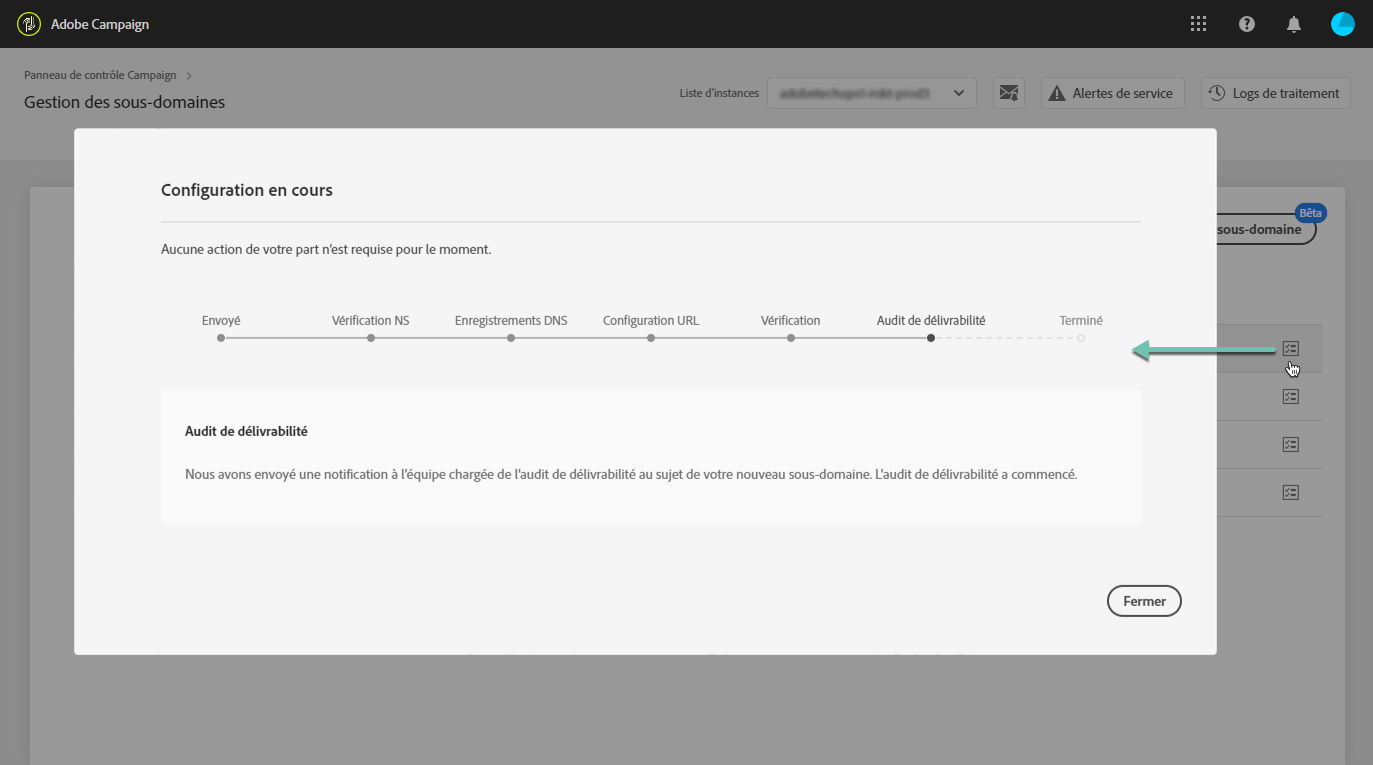 Adobe Campaign
Panneau de contrôle Campaign
Gestion des sous-domaines
Liste d'instances
Alertes de service
Logs de traitement
Bêta
sous-domaine
Configuration en cours
Aucune action de votre part n’est requise pour le moment.
Envoyé
Vérification NS
Enregistrements DNS
Configuration URL
Vérification
Audit de délivrabilité
Terminé
Audit de délivrabilité
Nous avons envoyé une notification à l'équipe chargée de l'audit de délivrabilité au sujet de votre nouveau sous-domaine. L'audit de délivrabilité a commencé.
Fermer